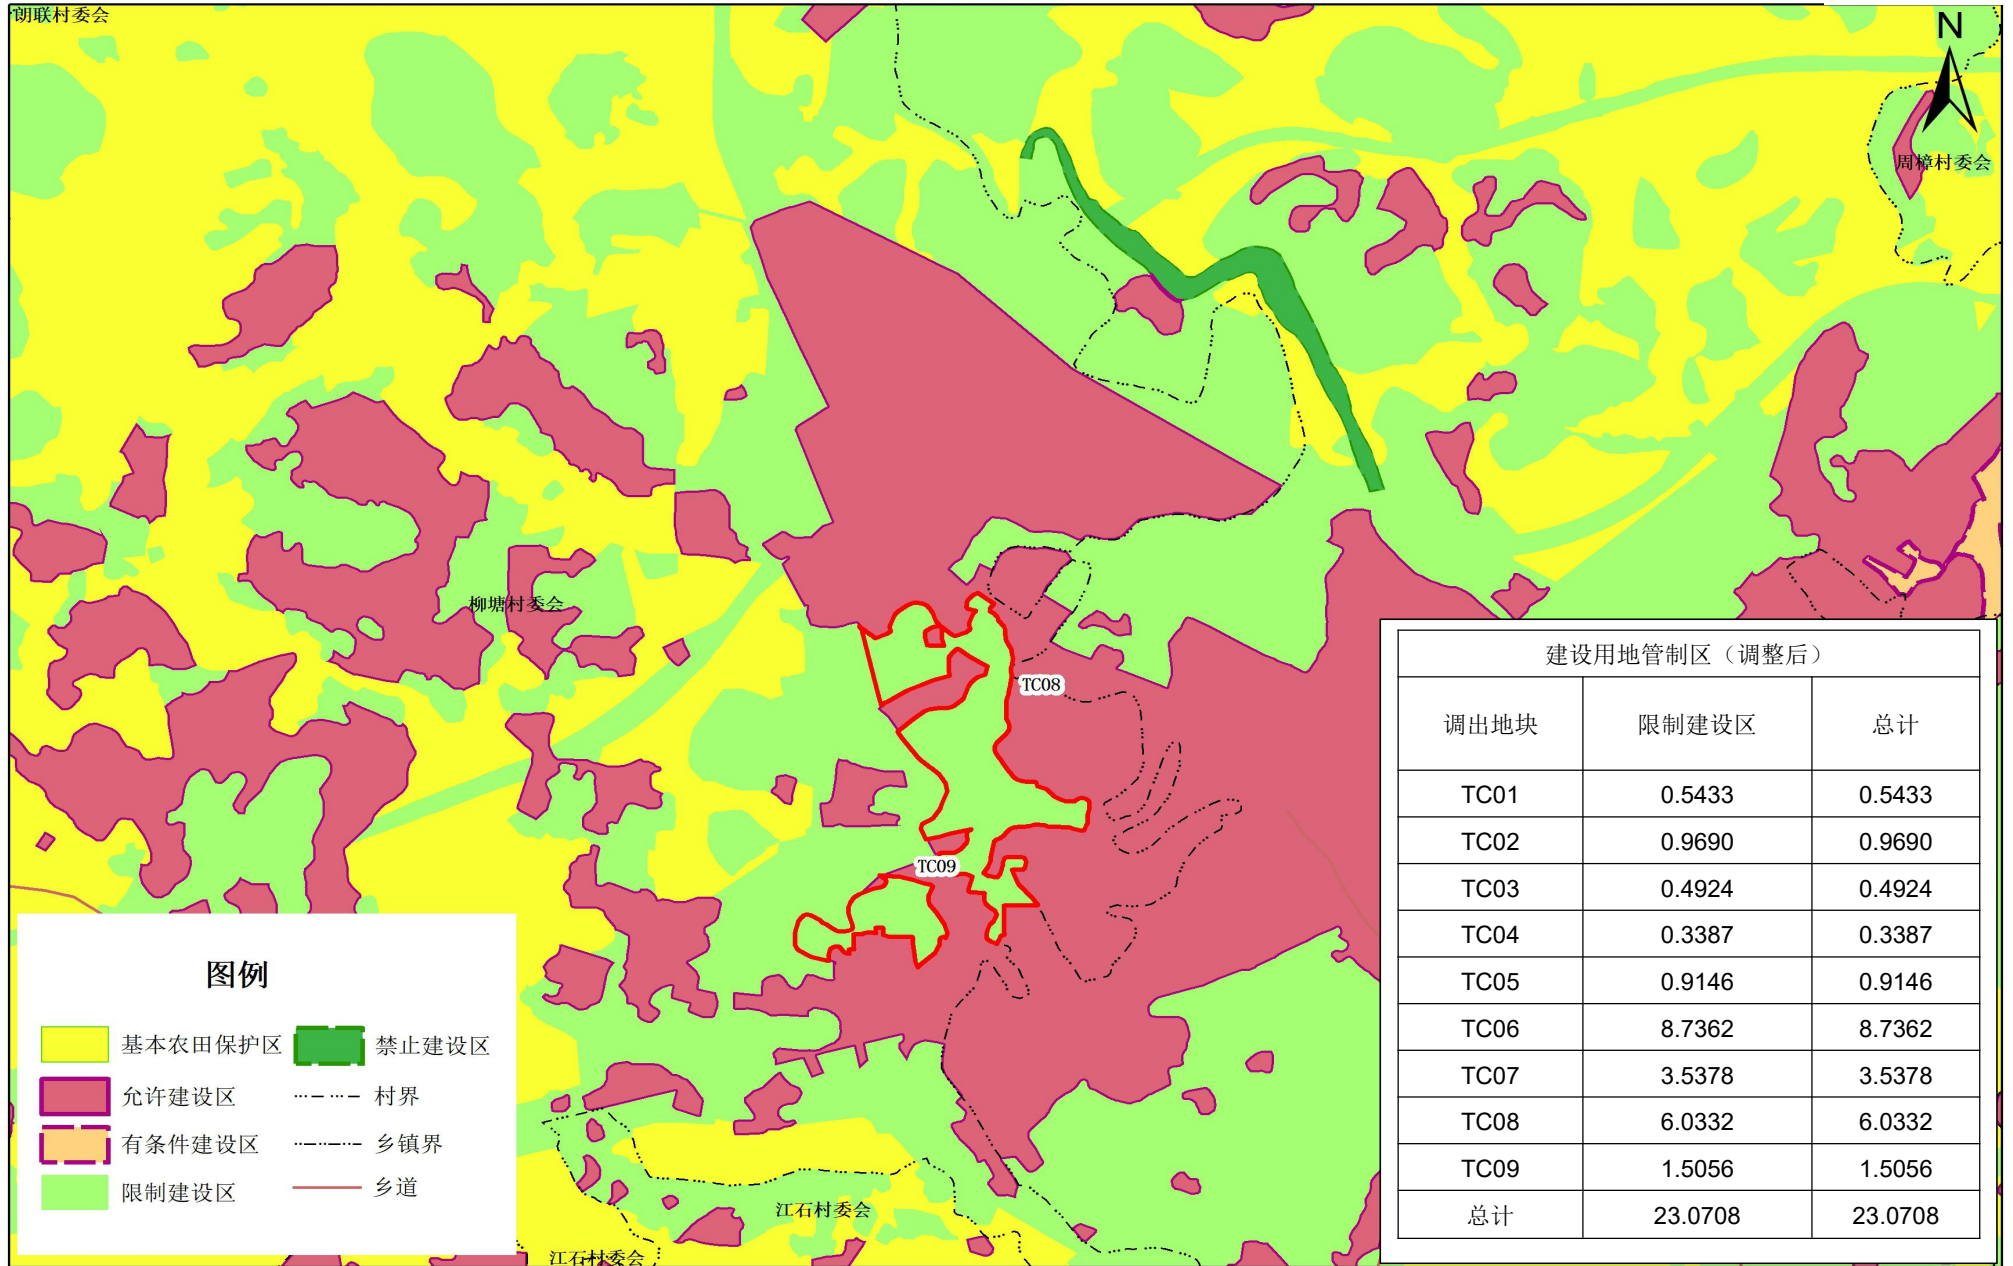 朗联村委会
N
周樟村委会
柳塘村委会
TC08
TC09
江石村委会
江石村委会
图例
基本农田保护区
禁止建设区
允许建设区
村界
有条件建设区
乡镇界
限制建设区
乡道
建设用地管制区（调整后）
调出地块 限制建设区 总计
TC01 0.5433 0.5433
TC02 0.9690 0.9690
TC03 0.4924 0.4924
TC04 0.3387 0.3387
TC05 0.9146 0.9146
TC06 8.7362 8.7362
TC07 3.5378 3.5378
TC08 6.0332 6.0332
TC09 1.5056 1.5056
总计 23.0708 23.0708